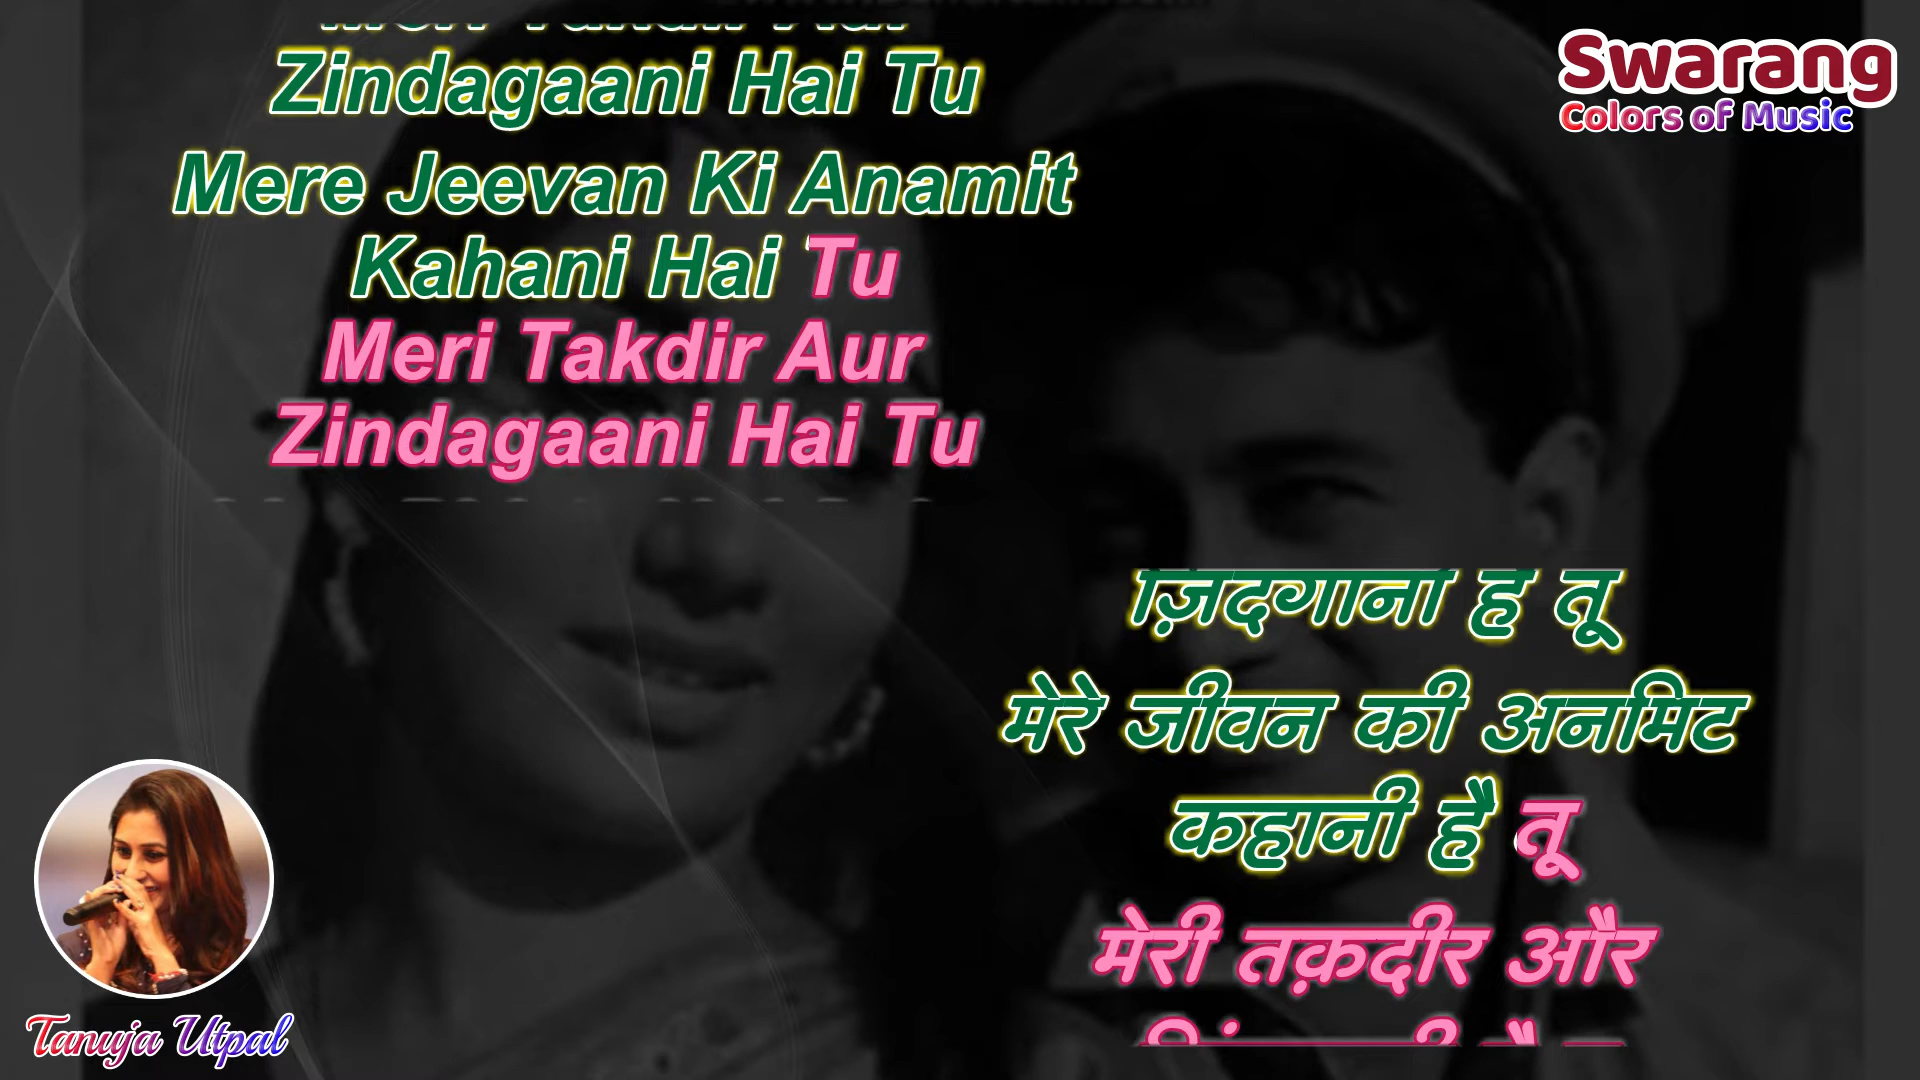 Zindagaani Hai Tu
Mere Jeevan Ki Anamit
Kahani Hai Tu
Meri Takdir Aur
Zindagaani Hai Tu
Swarang
Colors of Music
है तू
मेरे जीवन की अनमिट
कहानी है तू
मेरी तक़दीर और
Tanuja Utpal